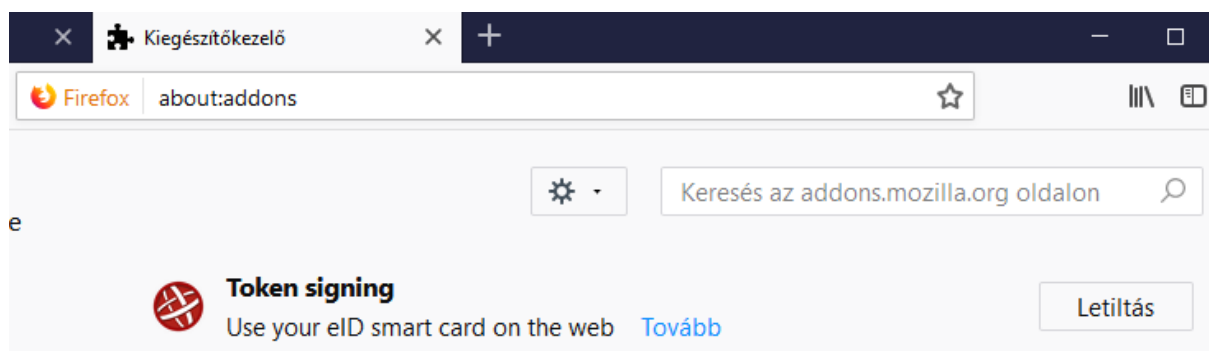 Kiegészítőkezelő
Firefox about:addons
Keresés az addons.mozilla.org oldalon
e
Token signing
Use your eID smart card on the web Tovább
Letiltás